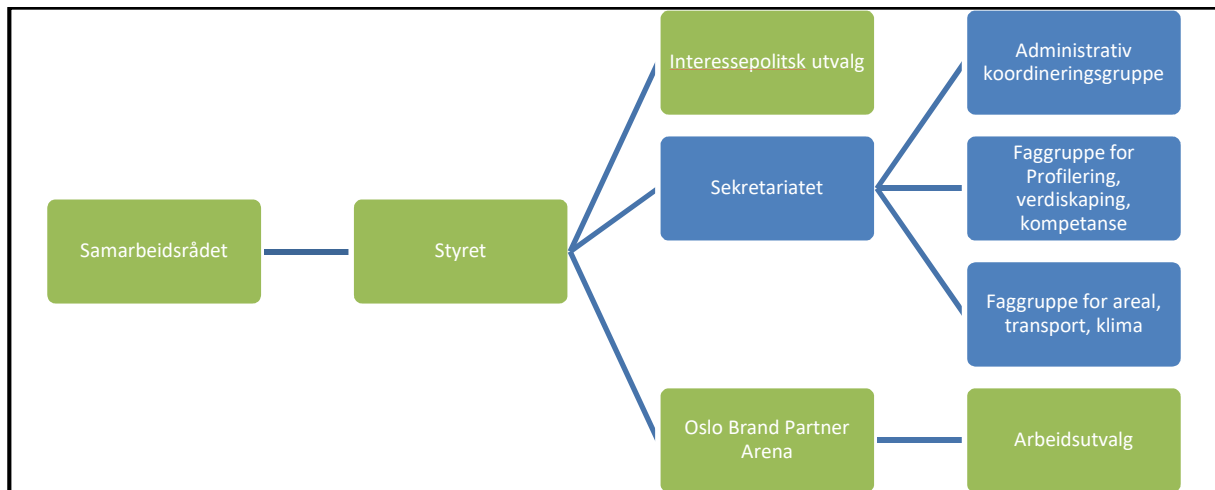 Samarbeidsrådet
Styret
Interessepolitsk utvalg
Sekretariatet
Oslo Brand Partner
Arena
Administrativ
koordineringsgruppe
Faggruppe for
Profilering,
verdiskaping,
kompetanse
Faggruppe for areal,
transport, klima
Arbeidsutvalg